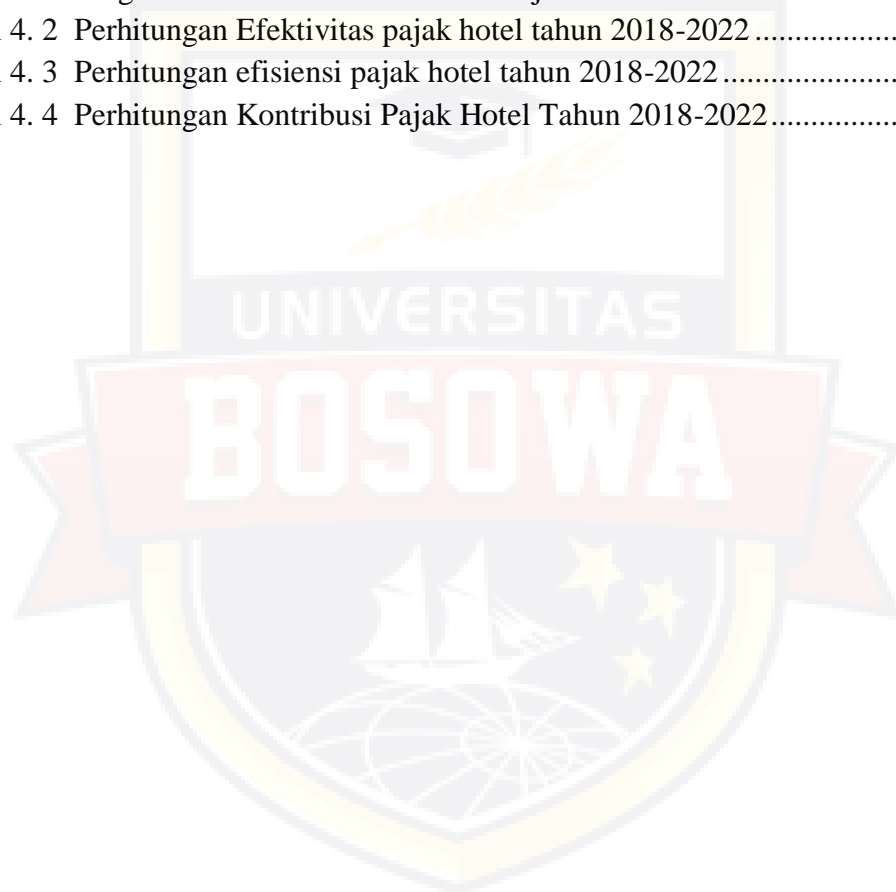 4. 2 Perhitungan Efektivitas pajak hotel tahun 2018-2022 ....................
4. 3 Perhitungan efisiensi pajak hotel tahun 2018-2022 ......................
4. 4 Perhitungan Kontribusi Pajak Hotel Tahun 2018-2022 ................
UNIVERSITAS
BOSOWA